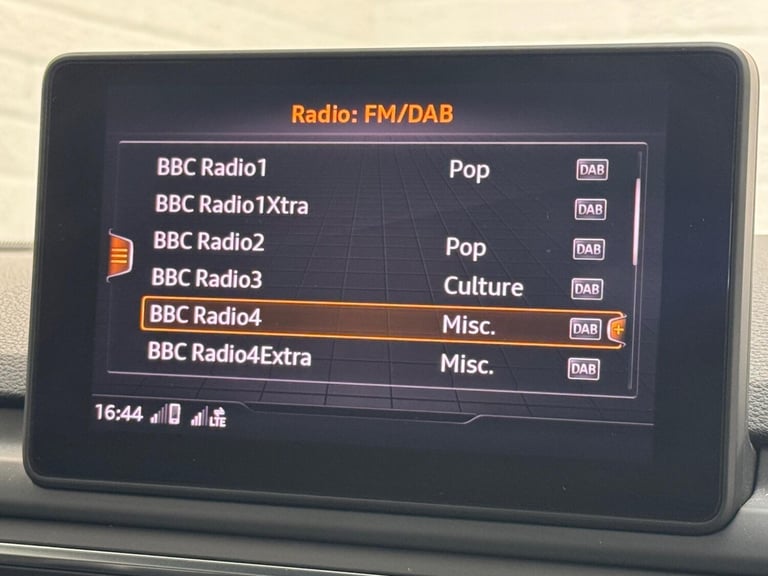 Radio: FM/DAB
BBC Radio1 Pop DAB
BBC Radio1Xtra DAB
BBC Radio2 Pop DAB
BBC Radio3 Culture DAB
BBC Radio4 Misc. DAB +
BBC Radio4Extra Misc. DAB
16:44 LTE